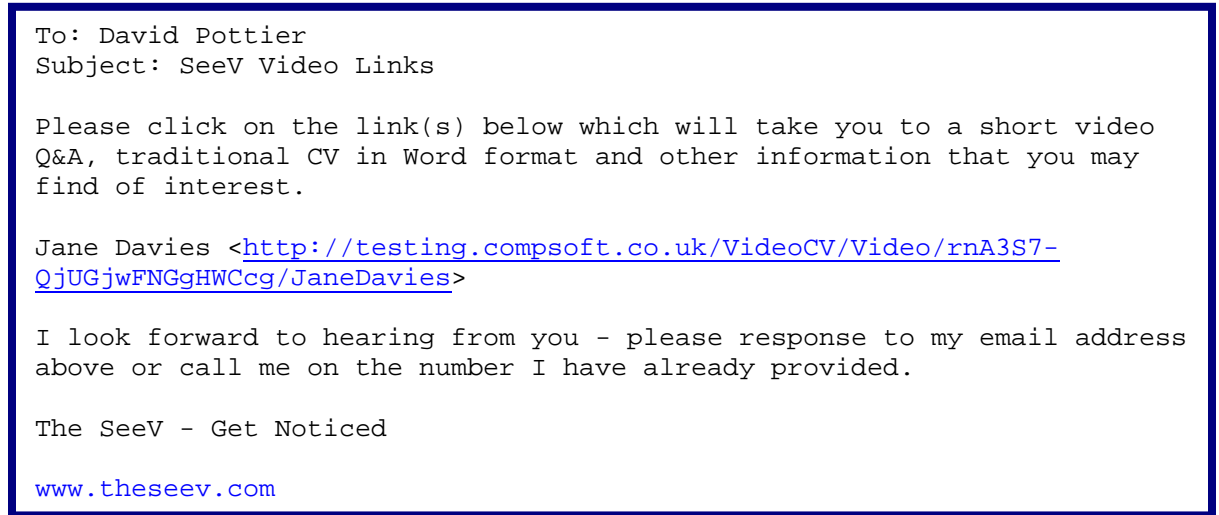 To: David Pottier
Subject: SeeV Video Links
Please click on the link(s) below which will take you to a short video
Q&A, traditional CV in Word format and other information that you may
find of interest.
Jane Davies <http://testing.compsoft.co.uk/VideoCV/Video/rnA3S7-
QjUGjwFNGgHWCcg/JaneDavies>
I look forward to hearing from you - please response to my email address
above or call me on the number I have already provided.
The SeeV - Get Noticed
www.theseev.com